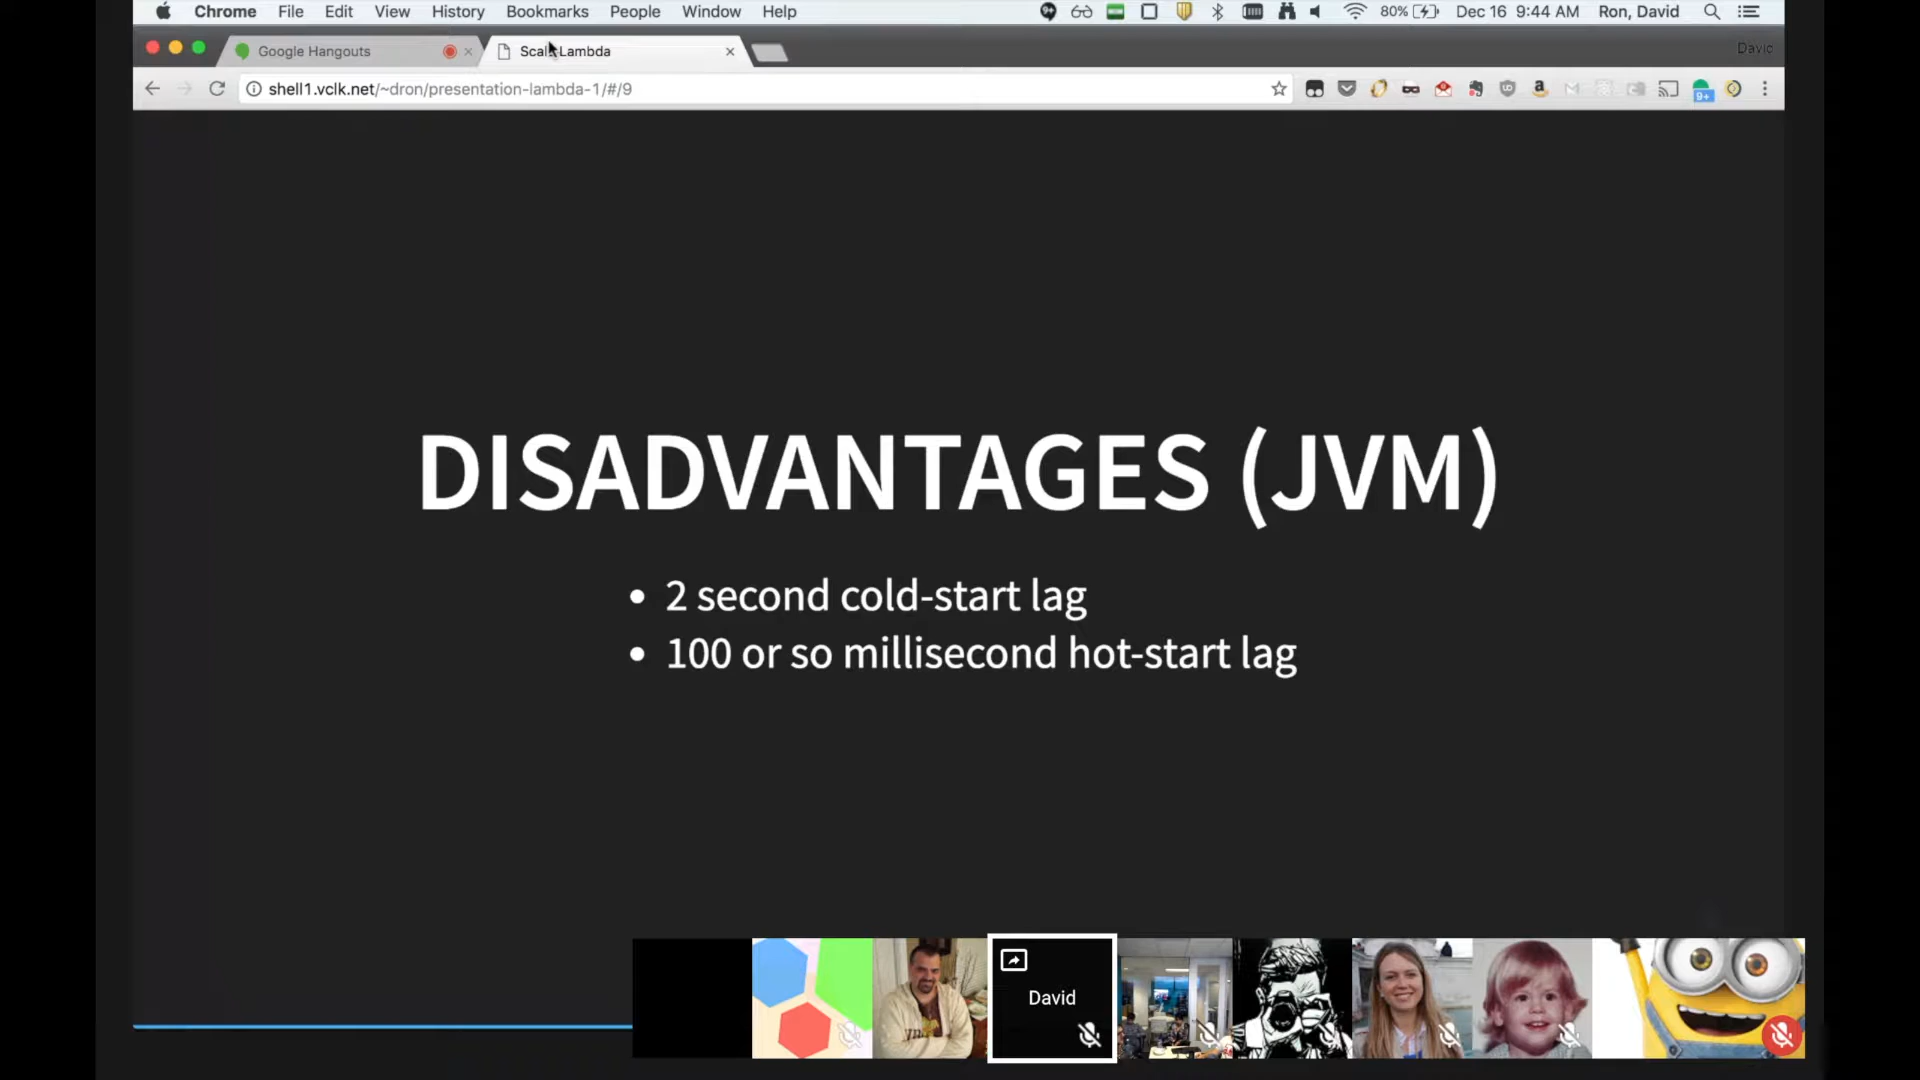 Chrome File Edit View History Bookmarks People Window Help 80% Dec 16 9:44 AM Ron, David
Google Hangouts
Scala Lambda
David
shell1.vclk.net/~dron/presentation-lambda-1/#/9
9+
DISADVANTAGES (JVM)
• 2 second cold-start lag
• 100 or so millisecond hot-start lag
David